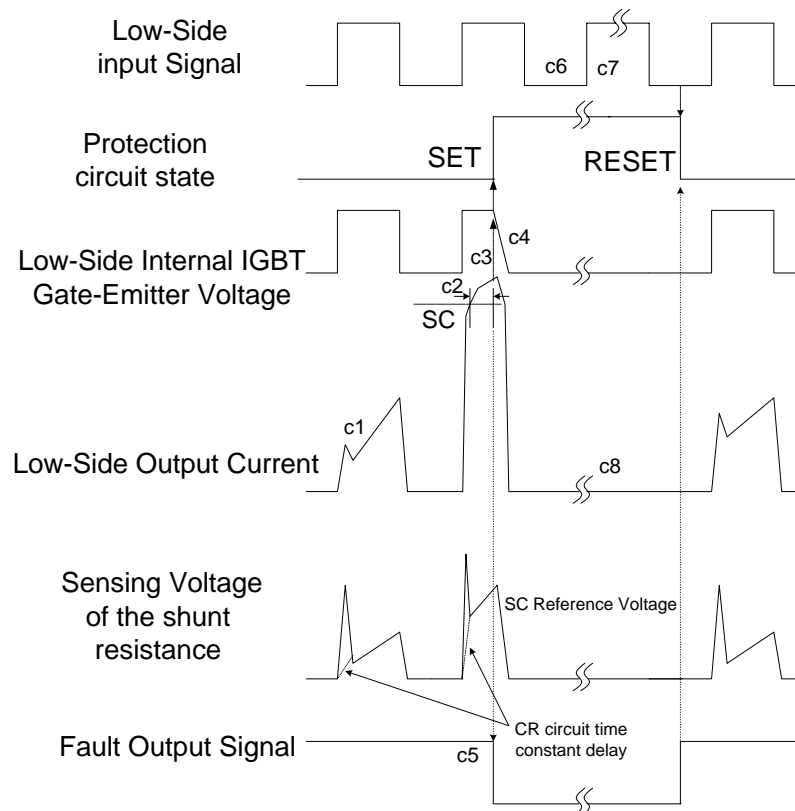 Low-Side
input Signal
c6
c7
Protection
circuit state
SET
RESET
c4
c3
Low-Side Internal IGBT
Gate-Emitter Voltage
c2
SC
c1
Low-Side Output Current
c8
Sensing Voltage
of the shunt
resistance
SC Reference Voltage
CR circuit time
constant delay
Fault Output Signal
c5